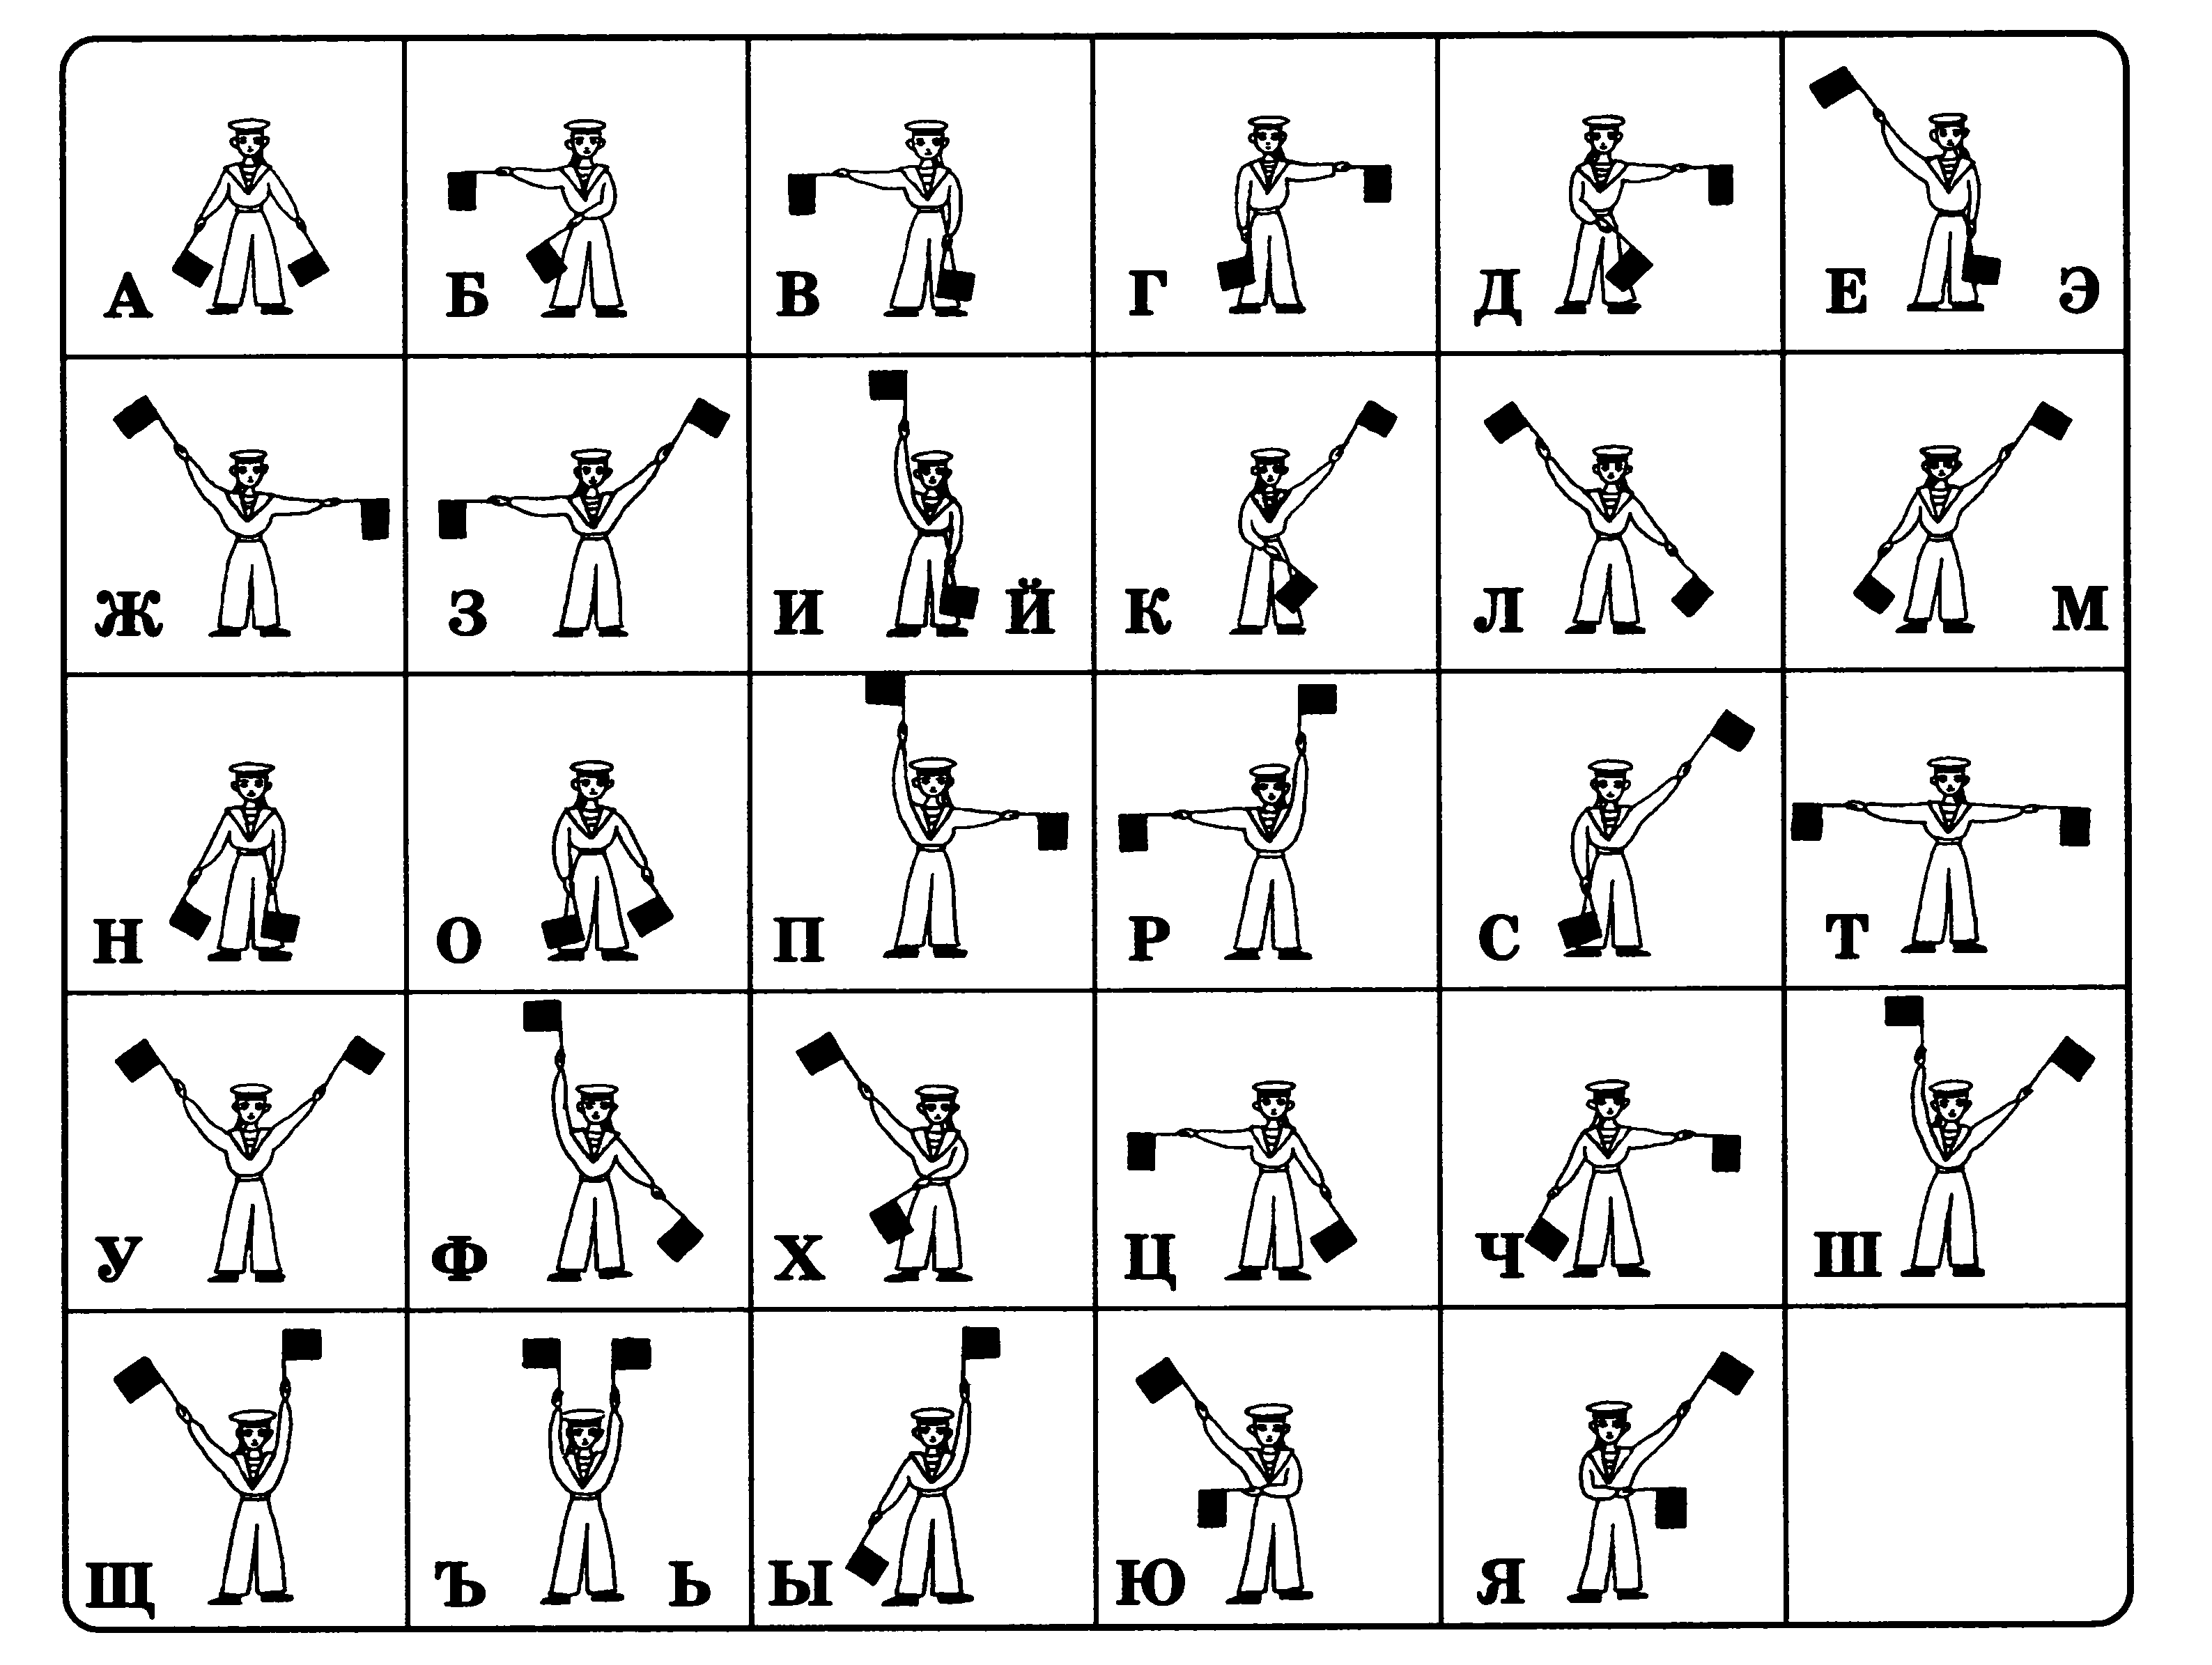 А Б В Г Д Е Э
Ж З И Й К Л М
Н О П Р С Т
У Ф Х Ц Ч Ш
Щ Ъ Ь Ы Ю Я